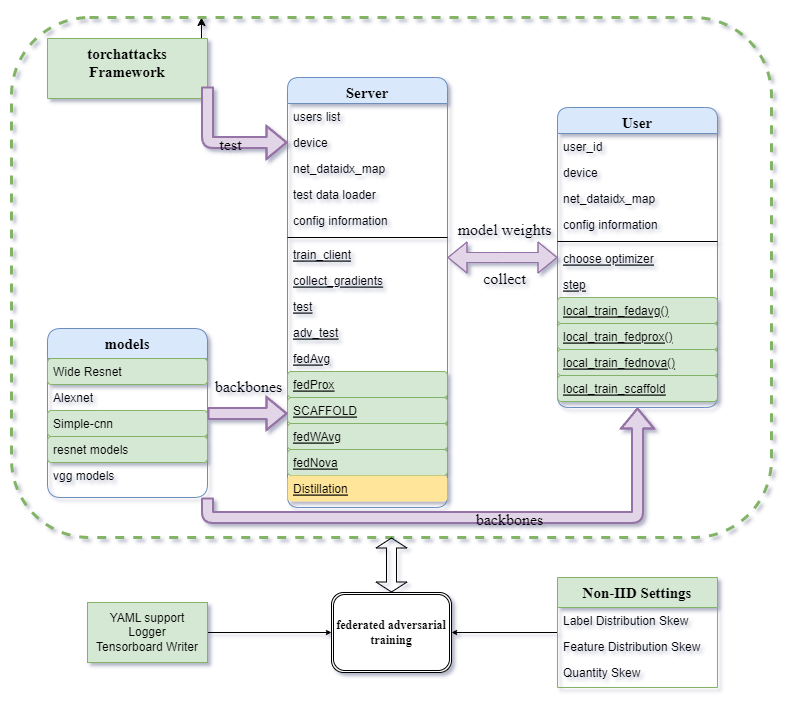 torchattacks
Framework
test
Server
users list
device
net_dataidx_map
test data loader
config information
train_client
collect_gradients
test
adv_test
fedAvg
fedProx
SCAFFOLD
fedWAvg
fedNova
Distillation
model weights
collect
User
user_id
device
net_dataidx_map
config information
choose optimizer
step
local_train_fedavg()
local_train_fedprox()
local_train_fednova()
local_train_scaffold
models
Wide Resnet
Alexnet
Simple-cnn
resnet models
vgg models
backbones
backbones
YAML support
Logger
Tensorboard Writer
federated adversarial
training
Non-IID Settings
Label Distribution Skew
Feature Distribution Skew
Quantity Skew